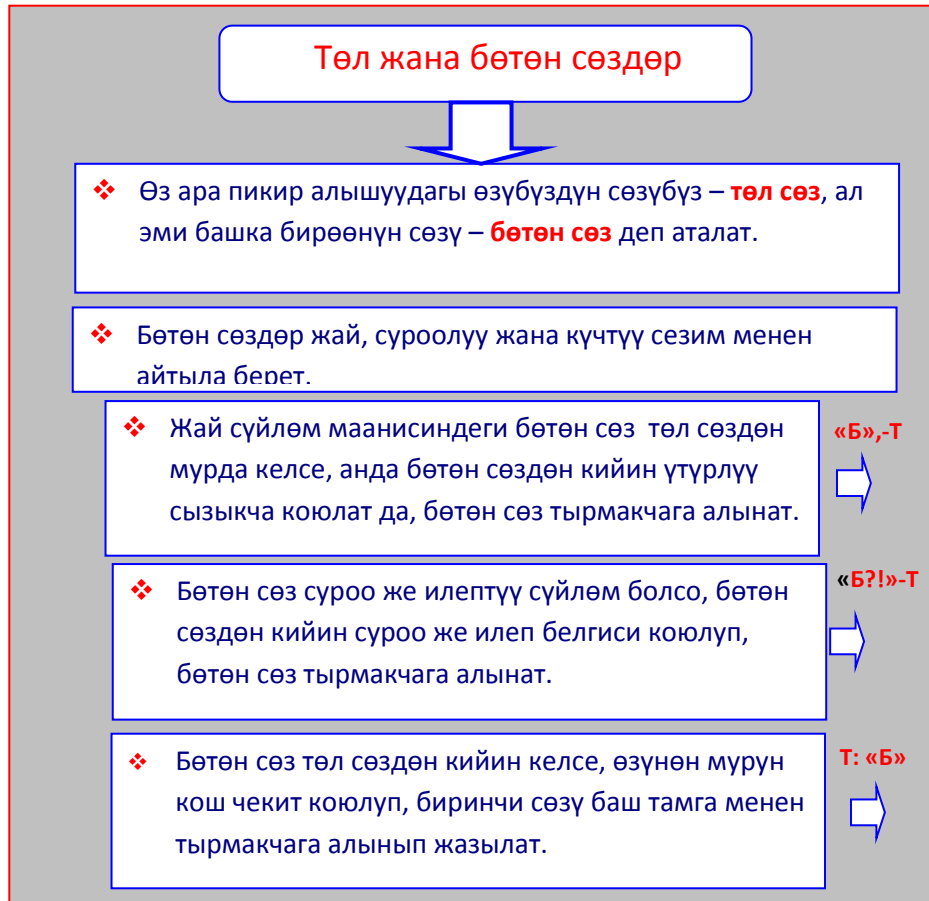 Төл жана бөтөн сөздөр
❖ Өз ара пикир алышуудагы өзүбүздүн сөзүбүз – төл сөз, ал
эми башка бирөөнүн сөзү – бөтөн сөз деп аталат.
❖ Бөтөн сөздөр жай, суроолуу жана күчтүү сезим менен
айтыла берет.
❖ Жай сүйлөм маанисиндеги бөтөн сөз төл сөздөн
мурда келсе, анда бөтөн сөздөн кийин үтүрлүү
сызыкча коюлат да, бөтөн сөз тырмакчага алынат.
«Б»,-Т
❖ Бөтөн сөз суроо же илептүү сүйлөм болсо, бөтөн
сөздөн кийин суроо же илеп белгиси коюлуп,
бөтөн сөз тырмакчага алынат.
«Б?!»-Т
❖ Бөтөн сөз төл сөздөн кийин келсе, өзүнөн мурун
кош чекит коюлуп, биринчи сөзү баш тамга менен
тырмакчага алынып жазылат.
Т: «Б»